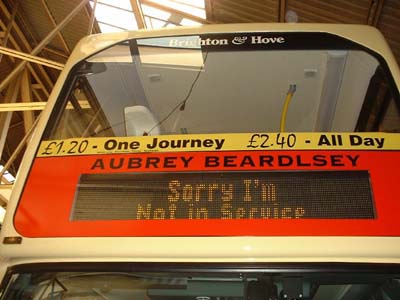 Brighton & Hove
£1.20 - One Journey £2.40 - All Day
AUBREY BEARDLSEY
Sorry I'm
Not in Service